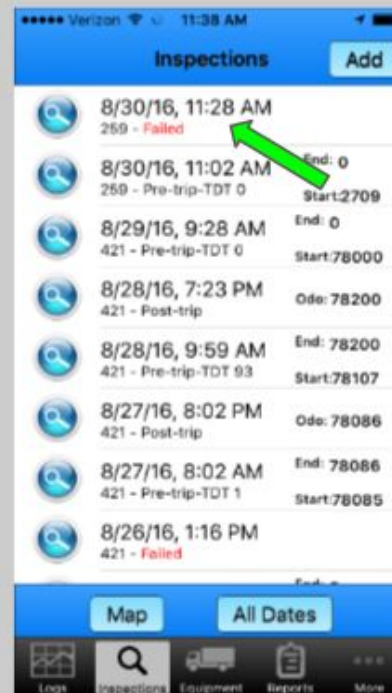 Verizon 11:38 AM
Inspections Add
8/30/16, 11:28 AM
259 - Failed
8/30/16, 11:02 AM End: 0
259 - Pre-trip-TDT 0 Start:2709
8/29/16, 9:28 AM End: 0
421 - Pre-trip-TDT 0 Start:78000
8/28/16, 7:23 PM Odo: 78200
421 - Post-trip
8/28/16, 9:59 AM End: 78200
421 - Pre-trip-TDT 93 Start:78107
8/27/16, 8:02 PM Odo: 78086
421 - Post-trip
8/27/16, 8:02 AM End: 78086
421 - Pre-trip-TDT 1 Start:78085
8/26/16, 1:16 PM
421 - Failed
Map All Dates
Logs Inspections Equipment Reports More